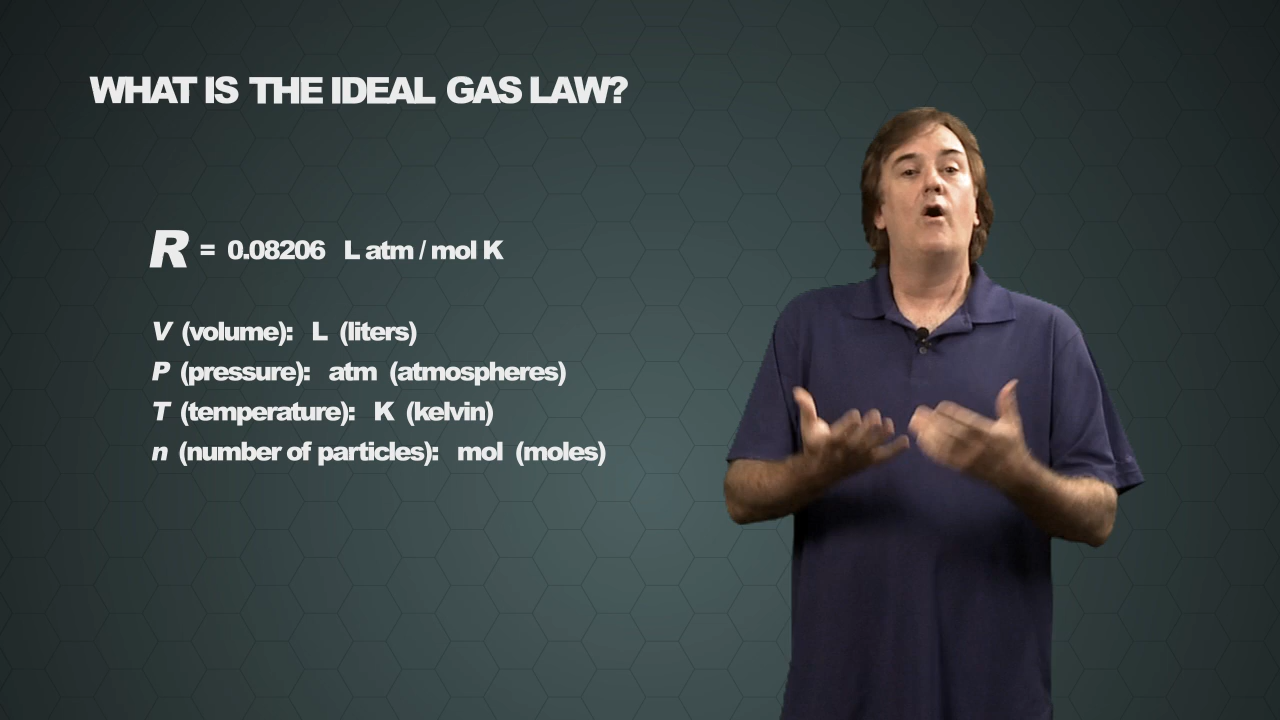 WHAT IS THE IDEAL GAS LAW?
R = 0.08206 L atm / mol K
V (volume): L (liters)
P (pressure): atm (atmospheres)
T (temperature): K (kelvin)
n (number of particles): mol (moles)